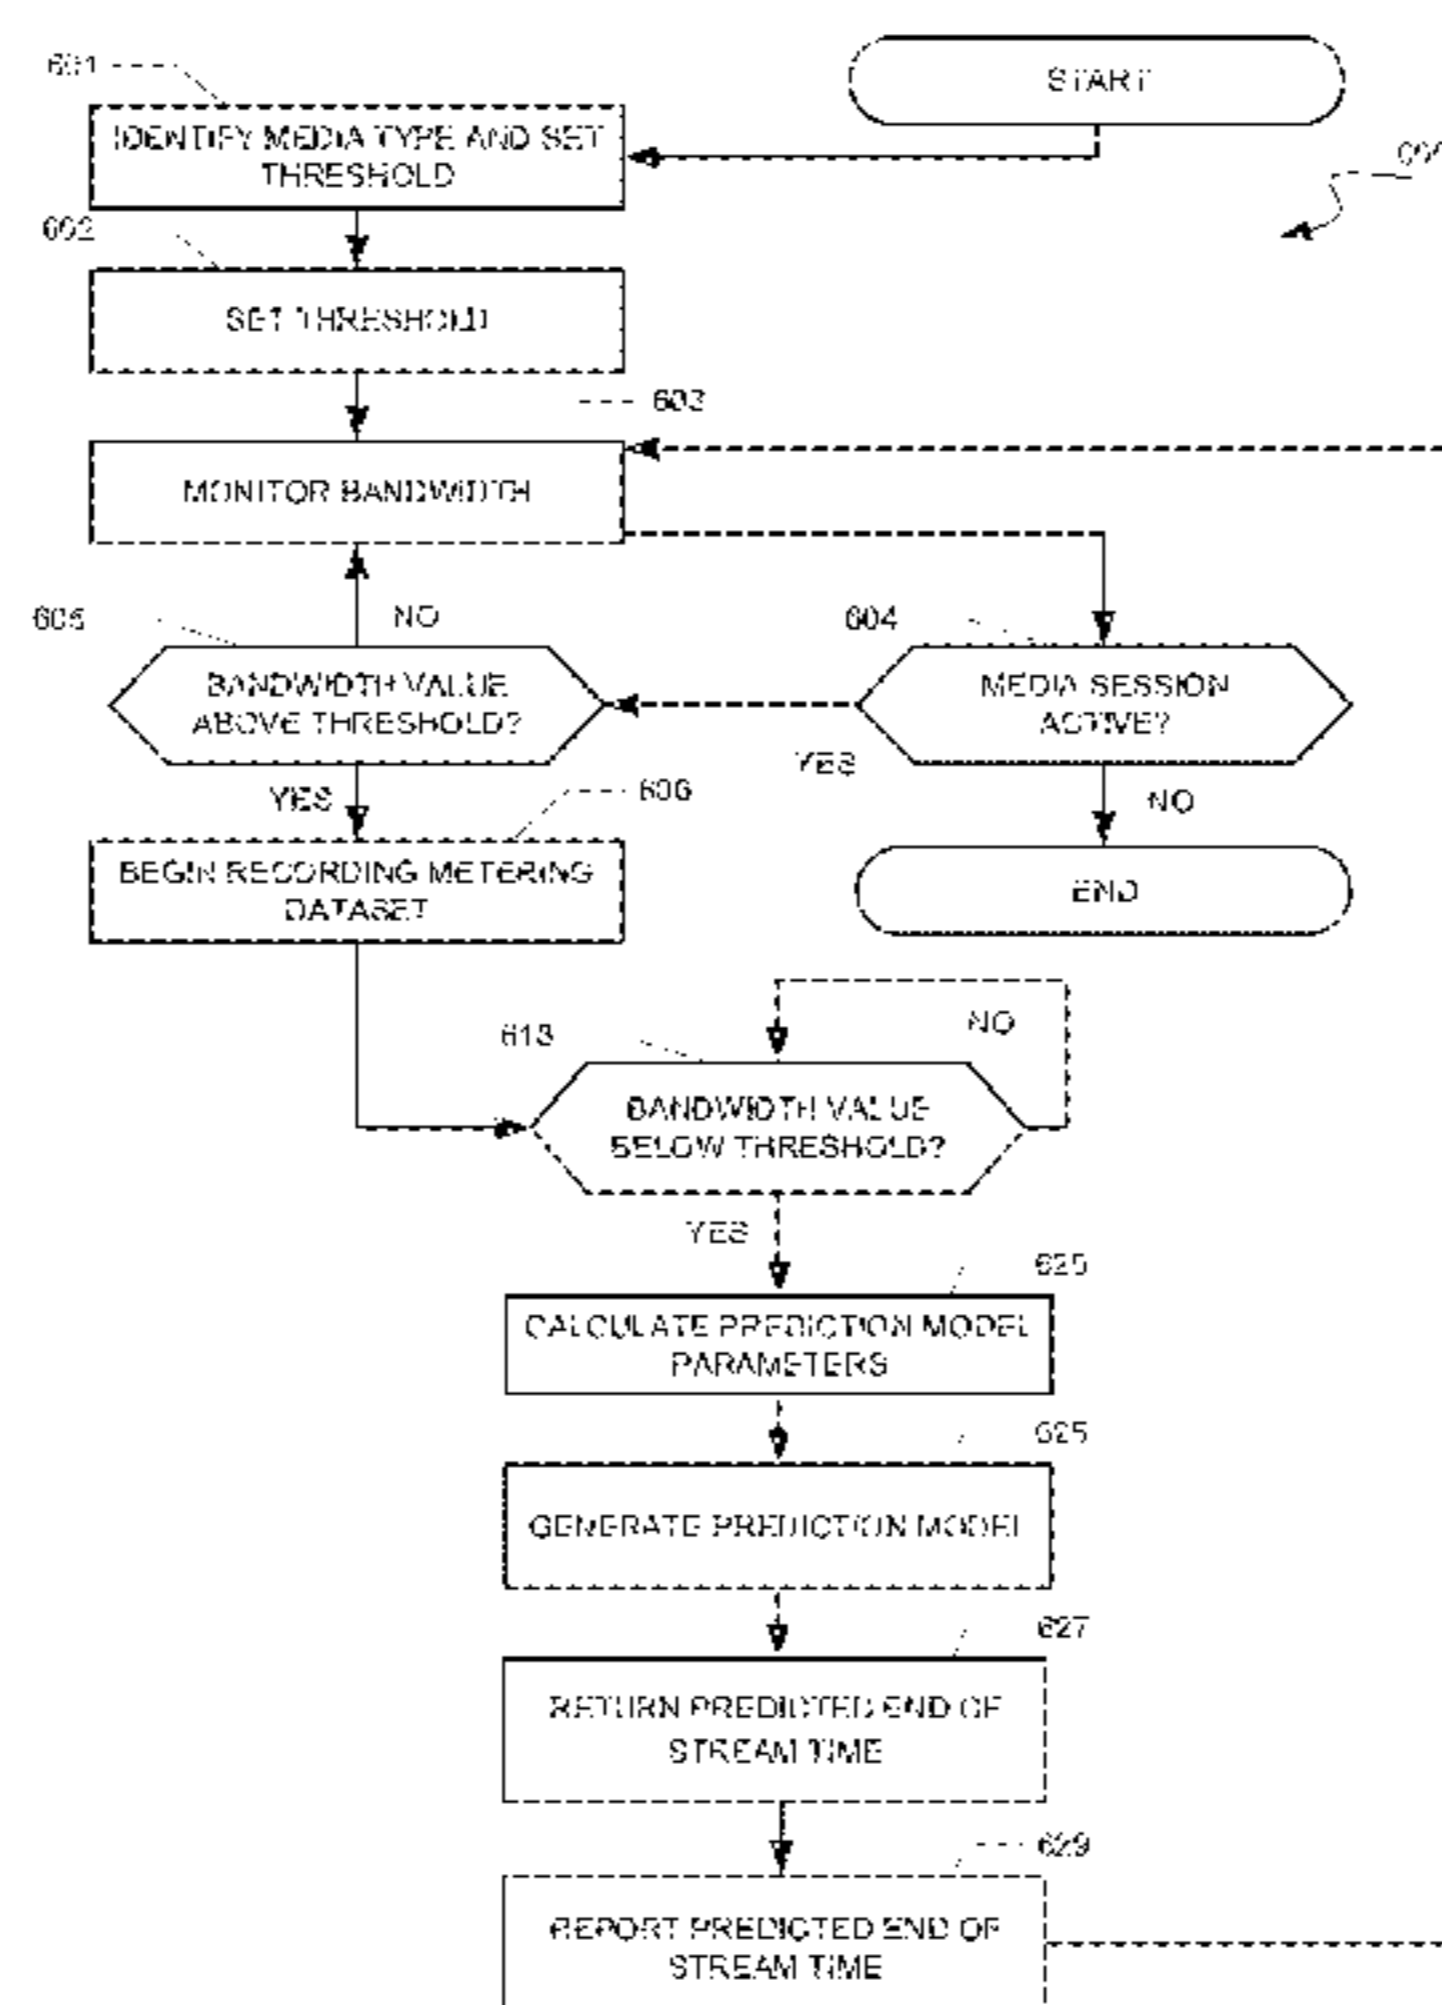 START
601
IDENTIFY MEDIA TYPE AND SET
THRESHOLD
602
SET THRESHOLD
603
MONITOR BANDWIDTH
605
NO
604
BANDWIDTH VALUE
ABOVE THRESHOLD?
MEDIA SESSION
ACTIVE?
YES
YES
606
NO
BEGIN RECORDING METERING
DATASET
END
NO
613
BANDWIDTH VALUE
BELOW THRESHOLD?
YES
625
CALCULATE PREDICTION MODEL
PARAMETERS
625
GENERATE PREDICTION MODEL
627
RETURN PREDICTED END OF
STREAM TIME
629
REPORT PREDICTED END OF
STREAM TIME